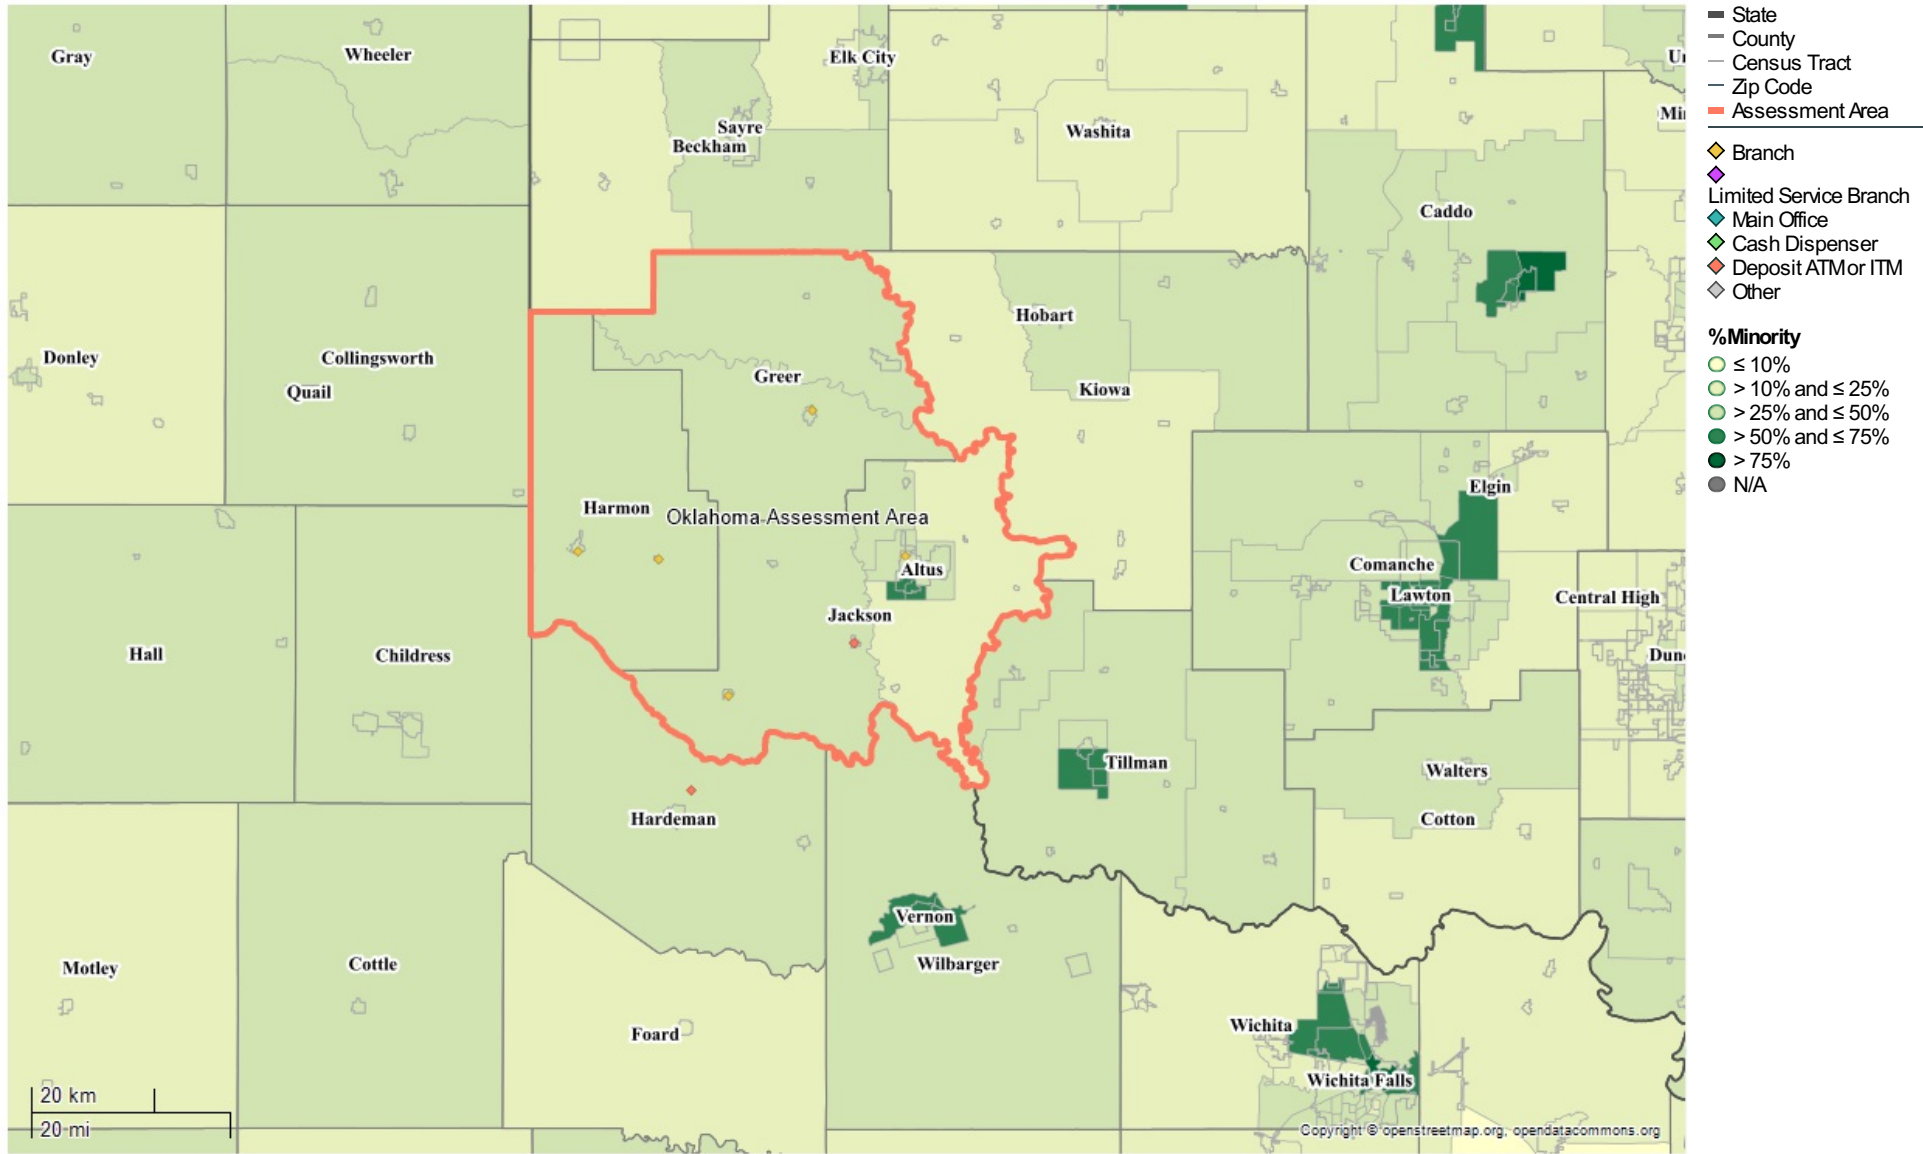 Gray
Wheeler
Elk City
Sayre
Beckham
Washita
Caddo
Hobart
Donley
Collingsworth
Quail
Greer
Kiowa
Harmon
Oklahoma Assessment Area
Elgin
Altus
Comanche
Lawton
Central High
Jackson
Hall
Childress
Tillman
Walters
Hardeman
Cotton
Vernon
Wilbarger
Motley
Cottle
Foard
Wichita
Wichita Falls
20 km
20 mi
Copyright © openstreetmap.org, opendatacommons.org
State
County
Census Tract
Zip Code
Assessment Area
Branch
Limited Service Branch
Main Office
Cash Dispenser
Deposit ATM or ITM
Other
%Minority
≤ 10%
> 10% and ≤ 25%
> 25% and ≤ 50%
> 50% and ≤ 75%
> 75%
N/A